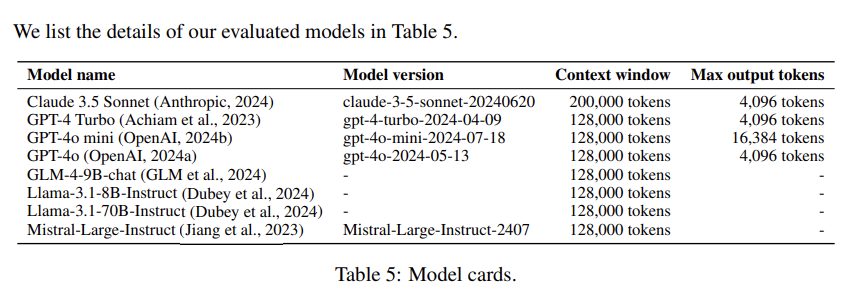 We list the details of our evaluated models in Table 5.
Model name Model version Context window Max output tokens
Claude 3.5 Sonnet (Anthropic, 2024) claude-3-5-sonnet-20240620 200,000 tokens 4,096 tokens
GPT-4 Turbo (Achiam et al., 2023) gpt-4-turbo-2024-04-09 128,000 tokens 4,096 tokens
GPT-4o mini (OpenAI, 2024b) gpt-4o-mini-2024-07-18 128,000 tokens 16,384 tokens
GPT-4o (OpenAI, 2024a) gpt-4o-2024-05-13 128,000 tokens 4,096 tokens
GLM-4-9B-chat (GLM et al., 2024) - 128,000 tokens -
Llama-3.1-8B-Instruct (Dubey et al., 2024) - 128,000 tokens -
Llama-3.1-70B-Instruct (Dubey et al., 2024) - 128,000 tokens -
Mistral-Large-Instruct (Jiang et al., 2023) Mistral-Large-Instruct-2407 128,000 tokens -
Table 5: Model cards.